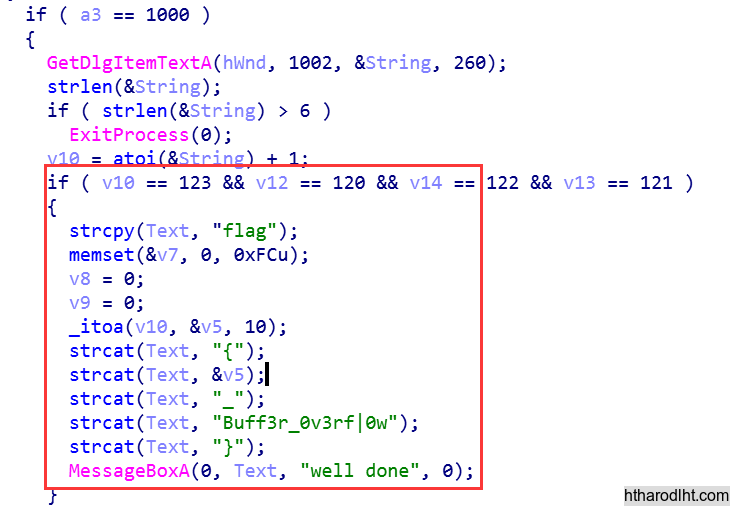 if ( a3 == 1000 )
{
GetDlgItemTextA(hWnd, 1002, &String, 260);
strlen(&String);
if ( strlen(&String) > 6 )
ExitProcess(0);
v10 = atoi(&String) + 1;
if ( v10 == 123 && v12 == 120 && v14 == 122 && v13 == 121 )
{
strcpy(Text, "flag");
memset(&v7, 0, 0xFCu);
v8 = 0;
v9 = 0;
_itoa(v10, &v5, 10);
strcat(Text, "{");
strcat(Text, &v5);
strcat(Text, "_");
strcat(Text, "Buff3r_0v3rf|0w");
strcat(Text, "}");
MessageBoxA(0, Text, "well done", 0);
}
htharodlht.com